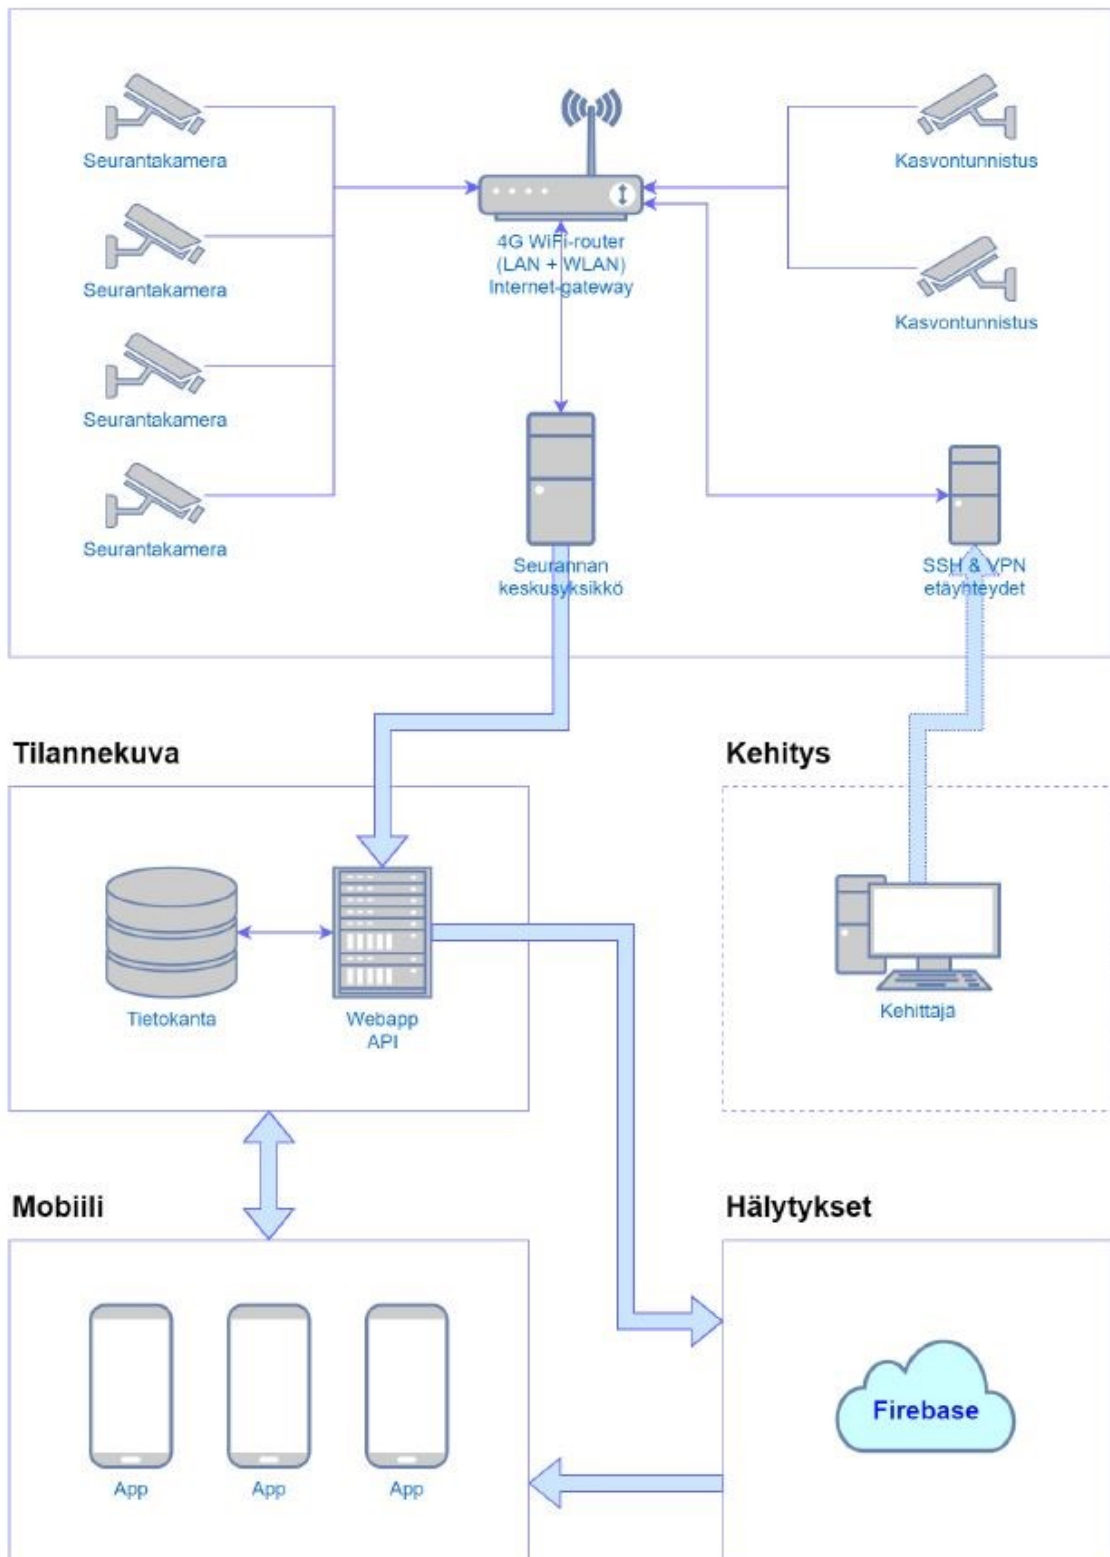 Seurantakamera
Kasvontunnistus
4G WiFi-router
(LAN + WLAN)
Internet-gateway
Seurantakamera
Kasvontunnistus
Seurantakamera
Seurantakamera
Seurannan
keskusyksikkö
SSH & VPN
etäyhteydet
Tilannekuva
Kehitys
Tietokanta
Webapp
API
Kehittäjä
Mobiili
Hälytykset
Firebase
App
App
App